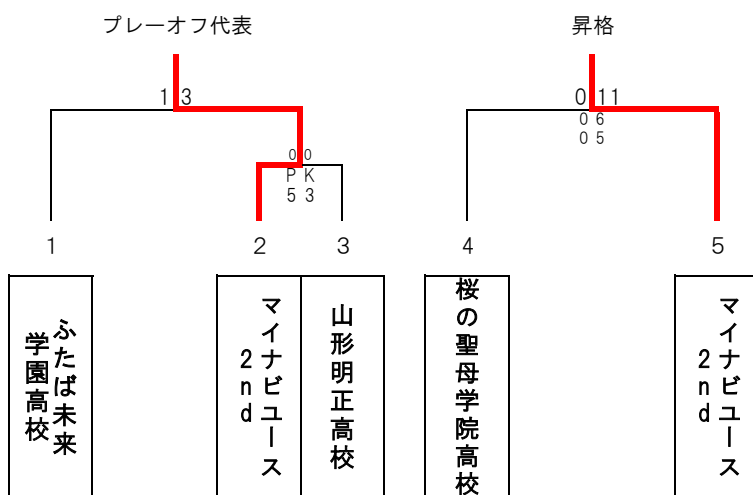 プレーオフ代表
昇格
1 3
0 11
0 6
0 5
0 0
P K
5 3
1
2
3
4
5
ふたば未来
学園高校
マイナビユース
2nd
山形明正高校
桜の聖母学院高校
マイナビユース
2nd